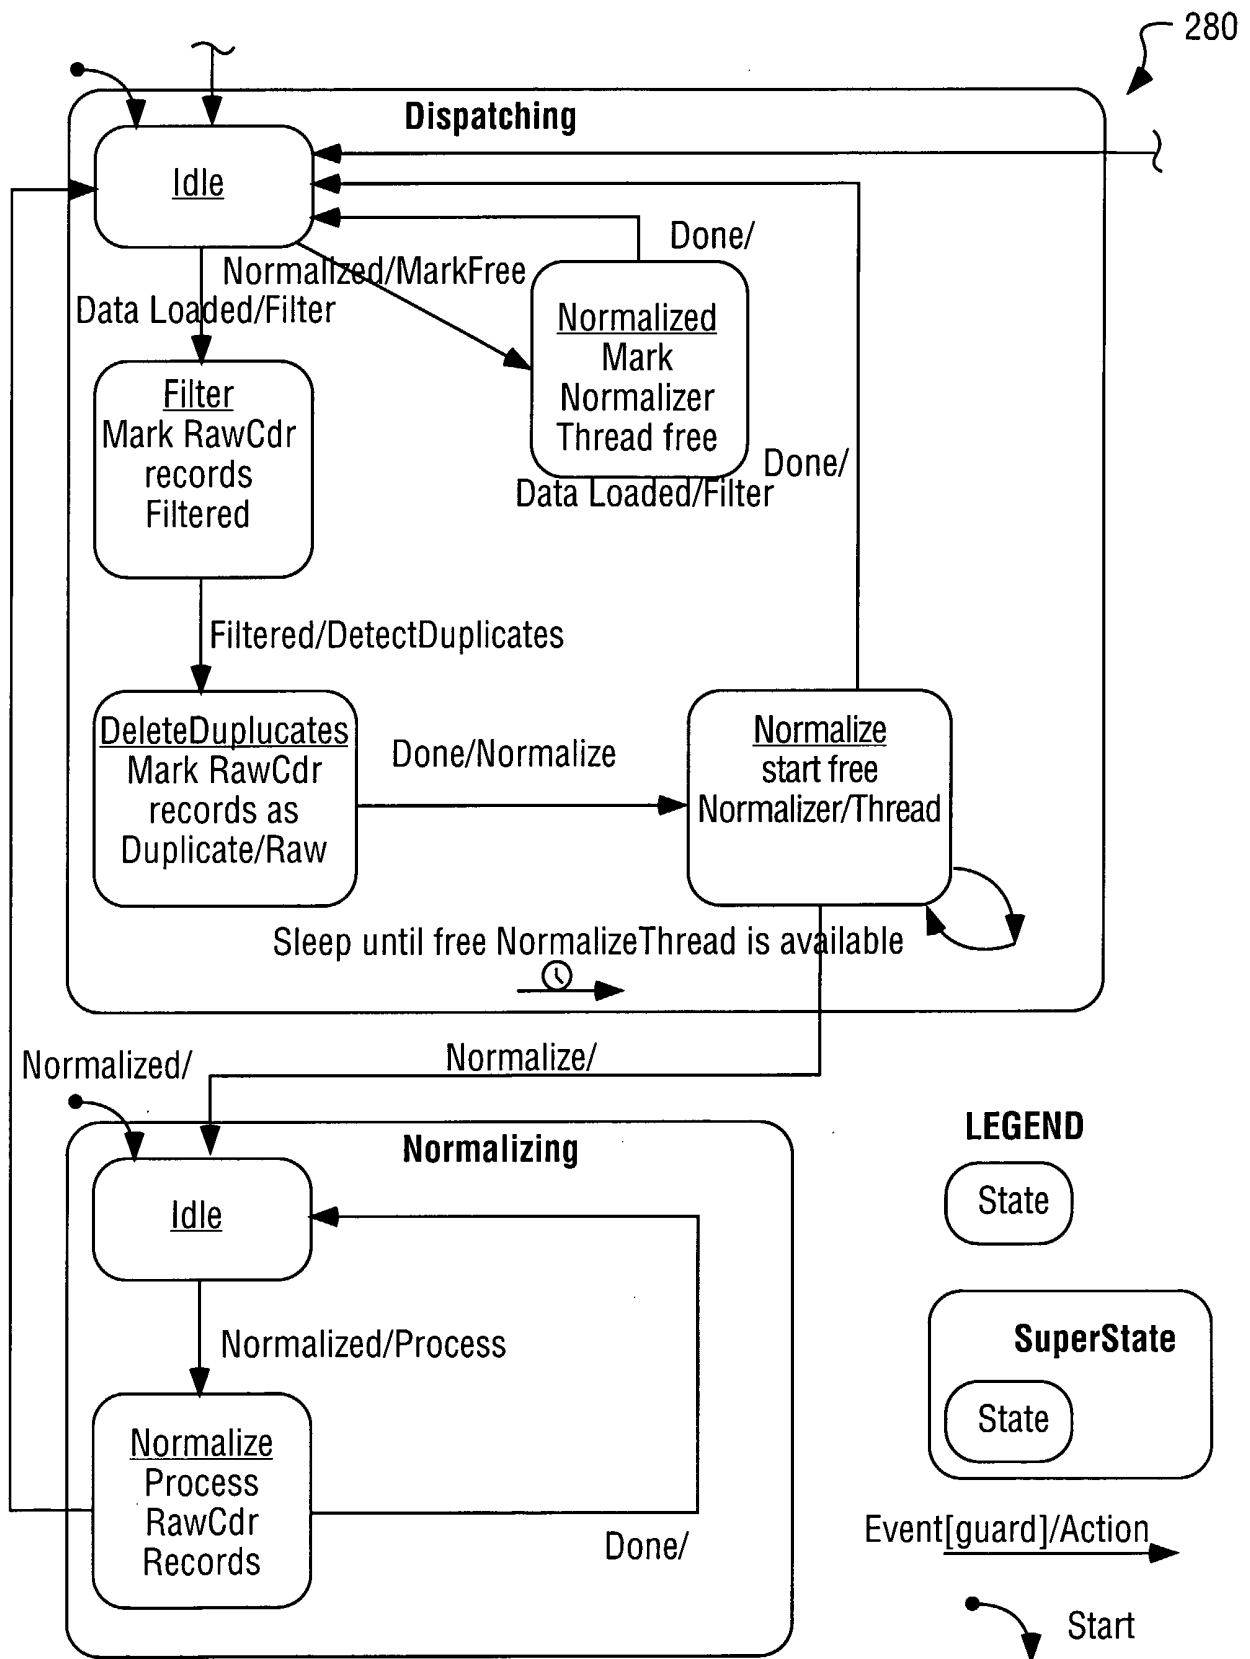 280
Dispatching
Idle
Done/
Normalized/MarkFree
Data Loaded/Filter
Normalized
Mark
Normalizer
Thread free
Filter
Mark RawCdr
records
Filtered
Done/
Data Loaded/Filter
Filtered/DetectDuplicates
DeleteDuplucates
Mark RawCdr
records as
Duplicate/Raw
Done/Normalize
Normalize
start free
Normalizer/Thread
Sleep until free NormalizeThread is available
Normalized/
Normalize/
Normalizing
Idle
Normalized/Process
Normalize
Process
RawCdr
Records
Done/
LEGEND
State
SuperState
State
Event[guard]/Action
Start